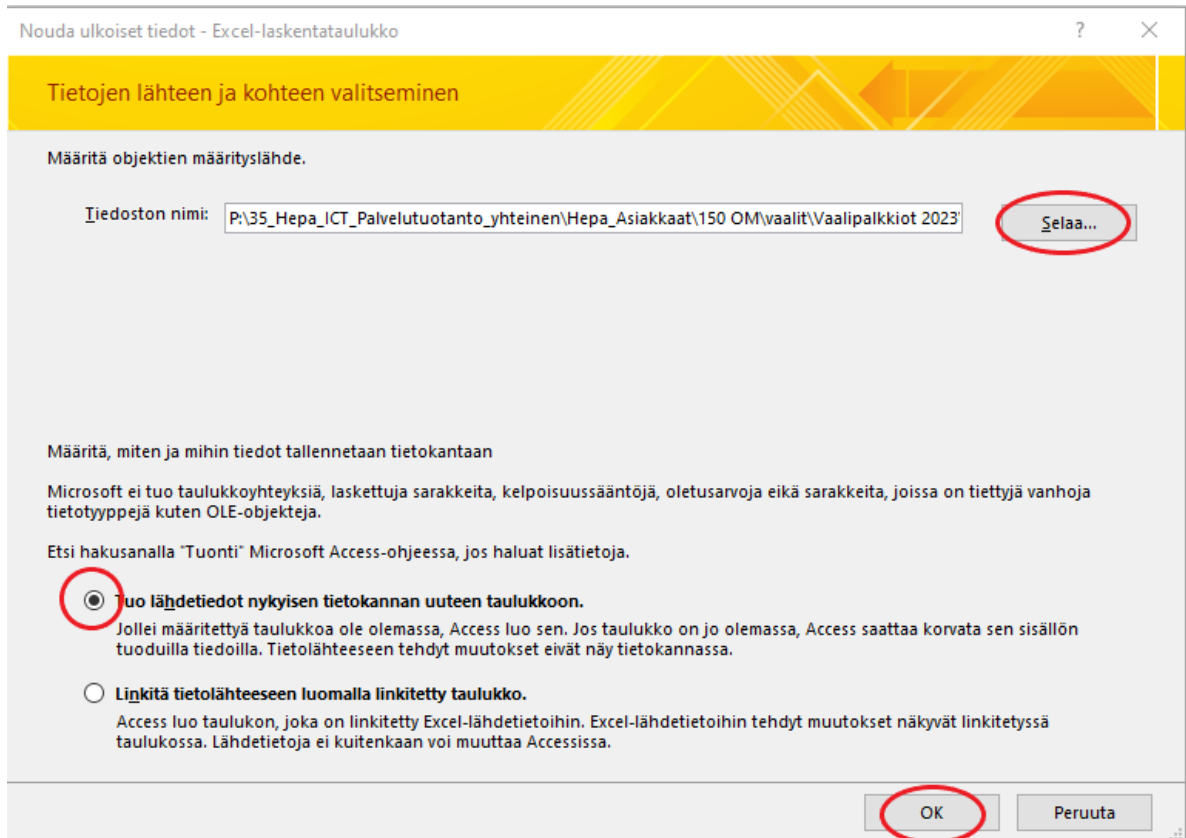 Nouda ulkoiset tiedot - Excel-laskentataulukko ?
Tietojen lähteen ja kohteen valitseminen
Määritä objektien määrityslähde.
Tiedoston nimi: P:\35_Hepa_ICT_Palvelutuotanto_yhteinen\Hepa_Asiakkaat\150 OM\vaalit\Vaalipalkkiot 2023\ Selaa...
Määritä, miten ja mihin tiedot tallennetaan tietokantaan
Microsoft ei tuo taulukkoyhteyksiä, laskettuja sarakkeita, kelpoisuussääntöjä, oletusarvoja eikä sarakkeita, joissa on tiettyjä vanhoja
tietotyyppejä kuten OLE-objekteja.
Etsi hakusanalla "Tuonti" Microsoft Access-ohjeessa, jos haluat lisätietoja.
Tuo lähdetiedot nykyisen tietokannan uuteen taulukkoon.
Jollei määritettyä taulukkoa ole olemassa, Access luo sen. Jos taulukko on jo olemassa, Access saattaa korvata sen sisällön
tuoduilla tiedoilla. Tietolähteeseen tehdyt muutokset eivät näy tietokannassa.
Linkitä tietolähteeseen luomalla linkitetty taulukko.
Access luo taulukon, joka on linkitetty Excel-lähdetietoihin. Excel-lähdetietoihin tehdyt muutokset näkyvät linkitetyssä
taulukossa. Lähdetietoja ei kuitenkaan voi muuttaa Accessissa.
OK Peruuta